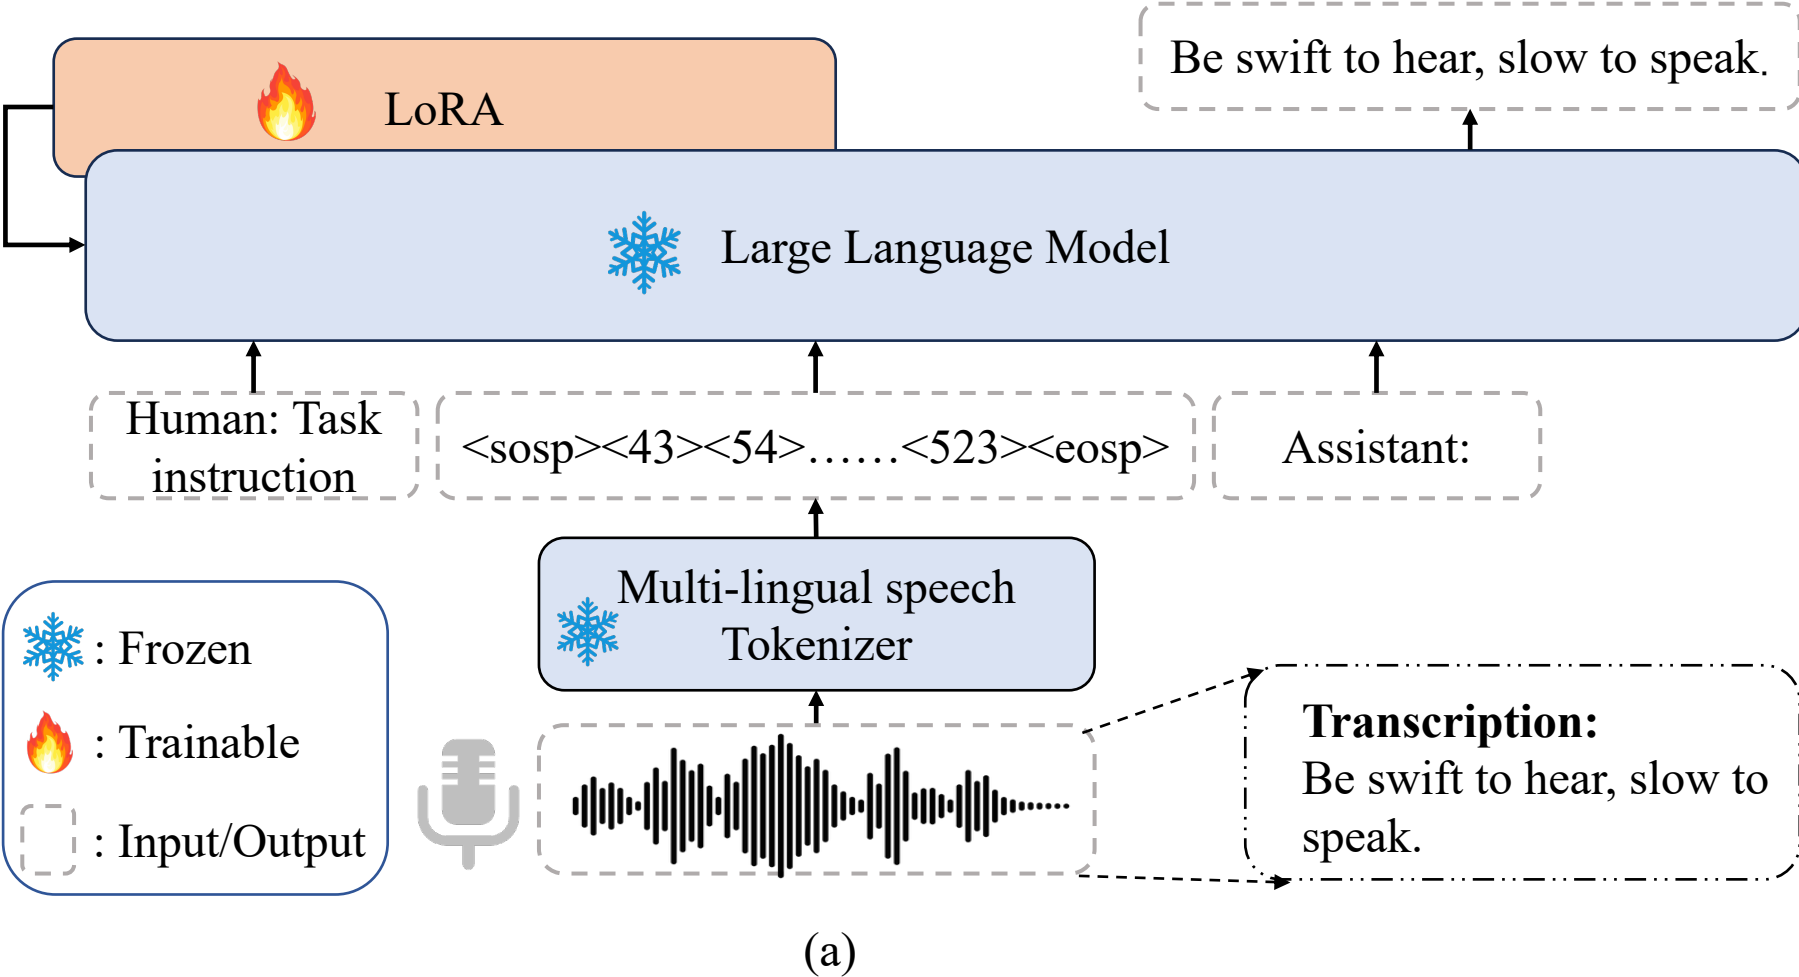 Be swift to hear, slow to speak.
LoRA
Large Language Model
Human: Task
instruction
<sosp><43><54>......<523><eosp>
Assistant:
Multi-lingual speech
Tokenizer
: Frozen
: Trainable
: Input/Output
Transcription:
Be swift to hear, slow to
speak.
(a)